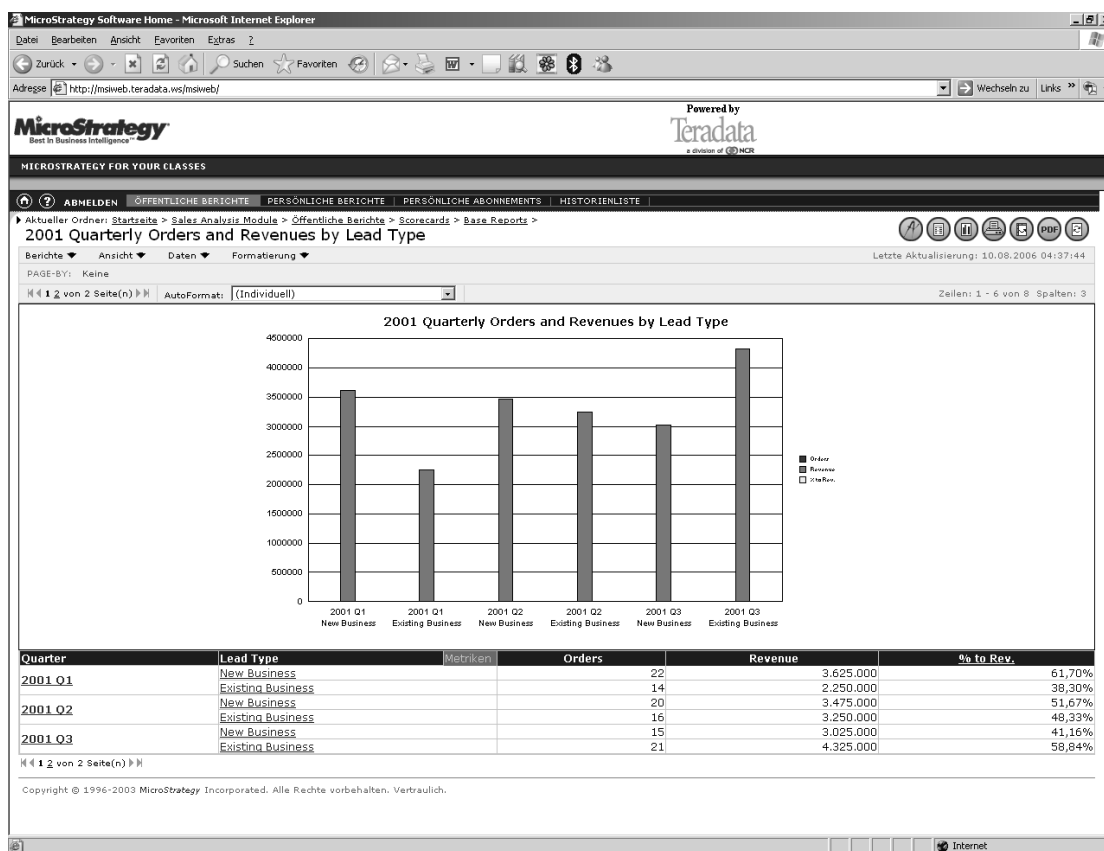 MicroStrategy Software Home - Microsoft Internet Explorer
Datei Bearbeiten Ansicht Favoriten Extras ?
Zurück Suchen Favoriten
Adresse http://msiweb.teradata.ws/msiweb/ Wechseln zu Links »
MicroStrategy
Best In Business Intelligence™
Powered by
Teradata
a division of NCR
MICROSTRATEGY FOR YOUR CLASSES
ABMELDEN ÖFFENTLICHE BERICHTE | PERSÖNLICHE BERICHTE | PERSÖNLICHE ABONNEMENTS | HISTORIENLISTE |
Aktueller Ordner: Startseite > Sales Analysis Module > Öffentliche Berichte > Scorecards > Base Reports >
2001 Quarterly Orders and Revenues by Lead Type
PDF
Berichte Ansicht Daten Formatierung Letzte Aktualisierung: 10.08.2006 04:37:44
PAGE-BY: Keine
1 2 von 2 Seite(n) AutoFormat: (Individuell) Zeilen: 1 - 6 von 8 Spalten: 3
2001 Quarterly Orders and Revenues by Lead Type
4500000
4000000
3500000
3000000
2500000
2000000
1500000
1000000
500000
0
Orders
Revenue
% to Rev.
2001 Q1 2001 Q1 2001 Q2 2001 Q2 2001 Q3 2001 Q3
New Business Existing Business New Business Existing Business New Business Existing Business
Quarter Lead Type Metriken Orders Revenue % to Rev.
2001 Q1 New Business 22 3.625.000 61,70%
Existing Business 14 2.250.000 38,30%
2001 Q2 New Business 20 3.475.000 51,67%
Existing Business 16 3.250.000 48,33%
2001 Q3 New Business 15 3.025.000 41,16%
Existing Business 21 4.325.000 58,84%
1 2 von 2 Seite(n)
Copyright © 1996-2003 MicroStrategy Incorporated. Alle Rechte vorbehalten. Vertraulich.
Internet